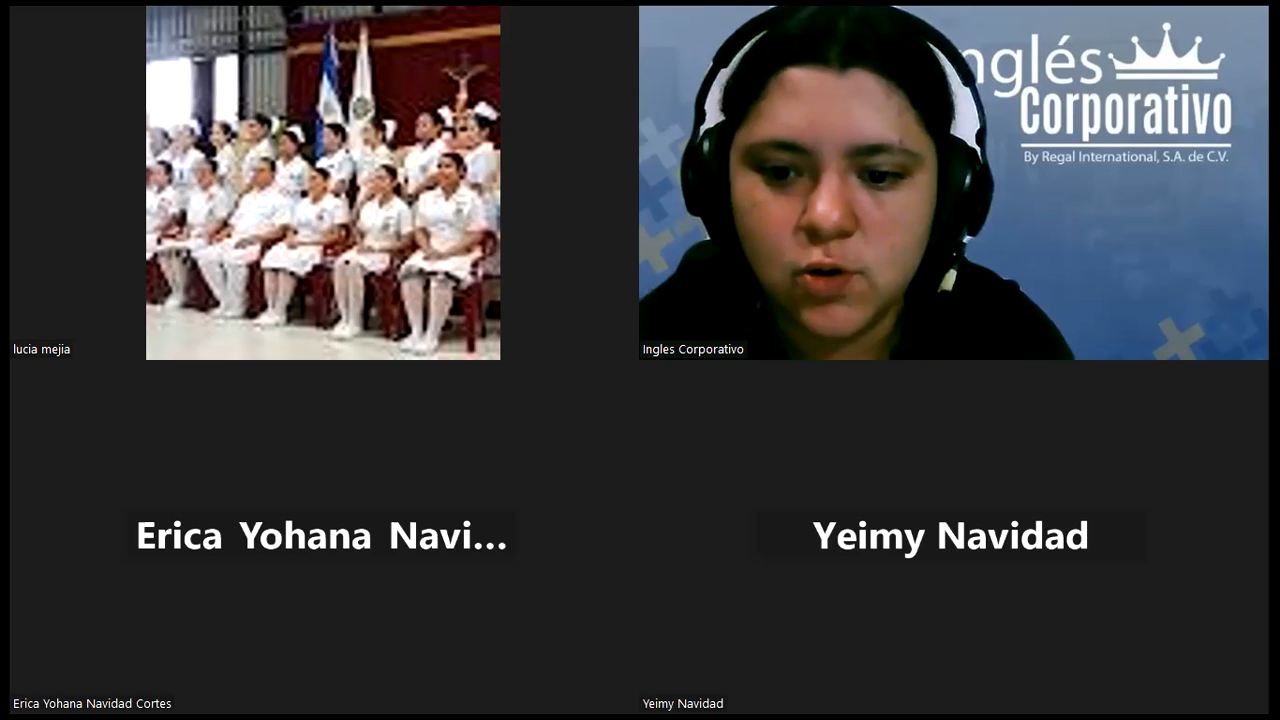 nglés
Corporativo
By Regal International, S.A. de C.V.
lucia mejia
Ingles Corporativo
Erica Yohana Navi...
Yeimy Navidad
Erica Yohana Navidad Cortes
Yeimy Navidad